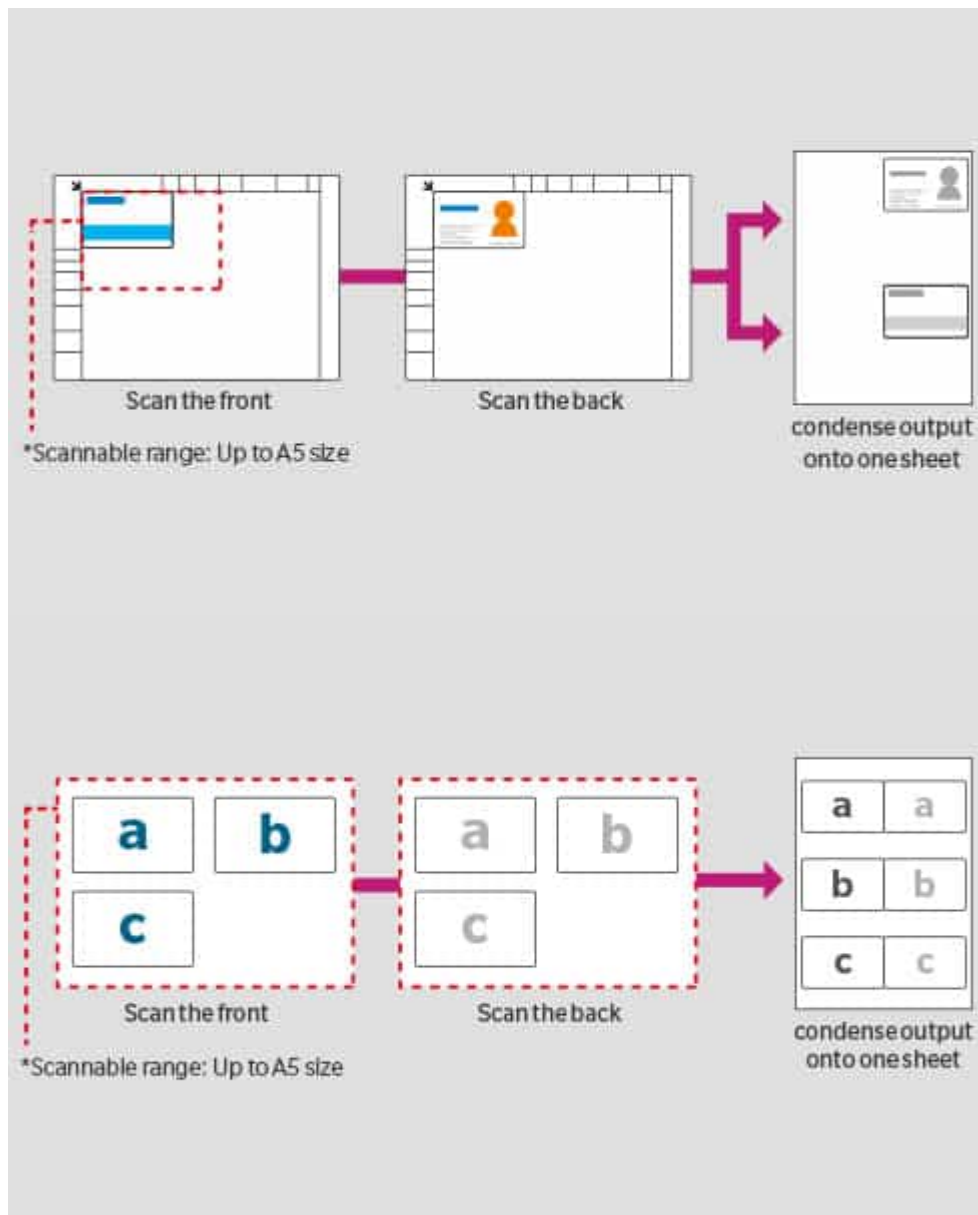 Scan the front
Scan the back
*Scannable range: Up to A5 size
condense output
onto one sheet
a b
c
a b
c
a a
b b
c c
Scan the front
Scan the back
*Scannable range: Up to A5 size
condense output
onto one sheet